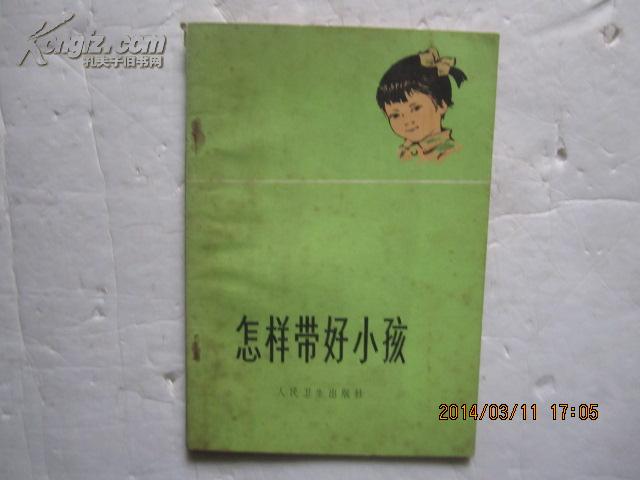 Kongfz.com
孔夫子旧书网
怎样带好小孩
人民卫生出版社
2014/03/11 17:05